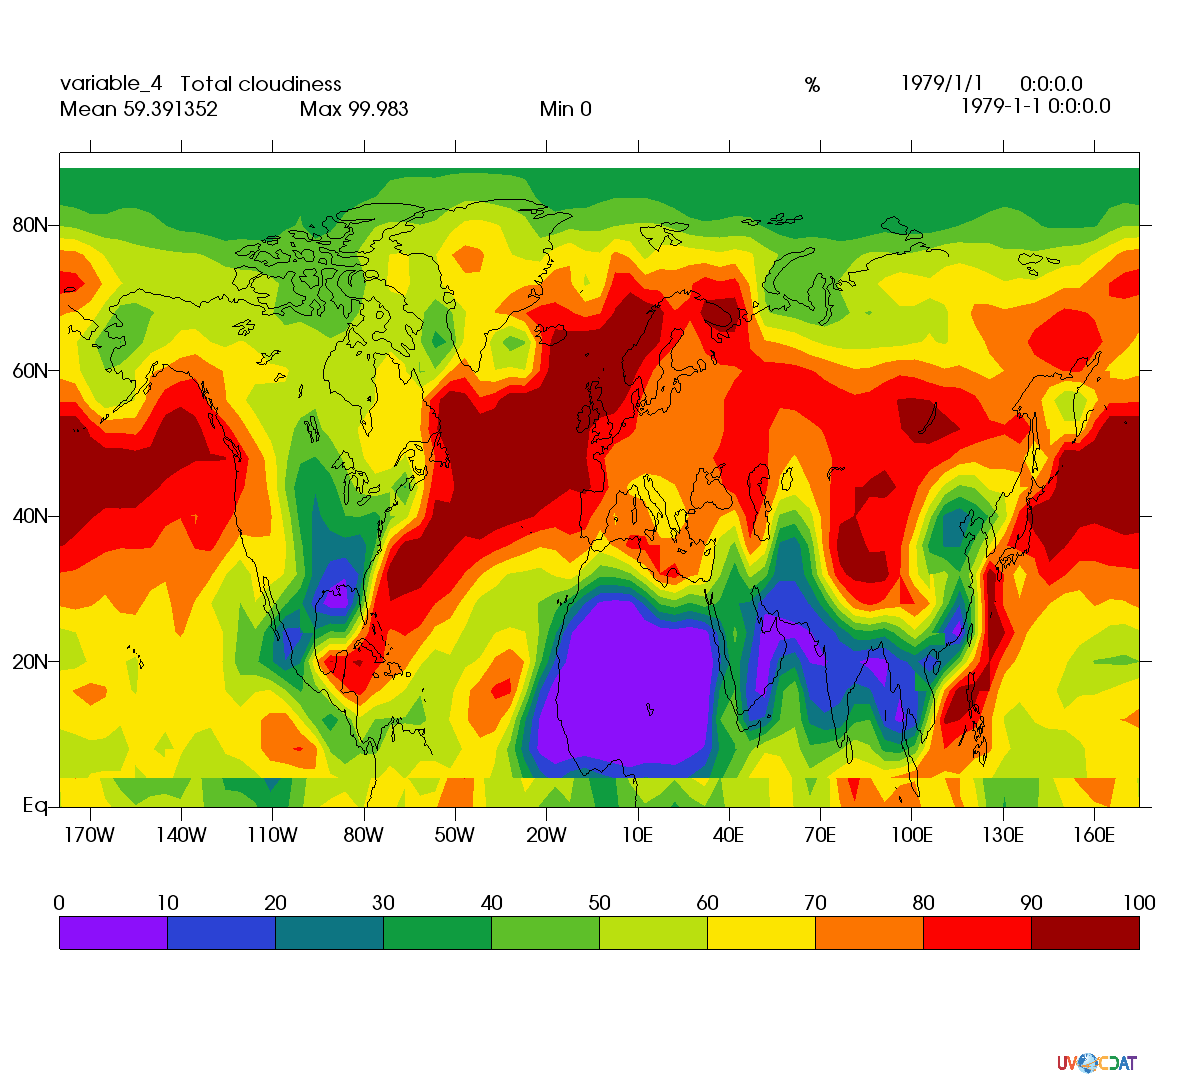 variable_4 Total cloudiness % 1979/1/1 0:0:0.0
Mean 59.391352 Max 99.983 Min 0 1979-1-1 0:0:0.0
80N
60N
40N
20N
Eq
170W 140W 110W 80W 50W 20W 10E 40E 70E 100E 130E 160E
0 10 20 30 40 50 60 70 80 90 100
UV CDAT